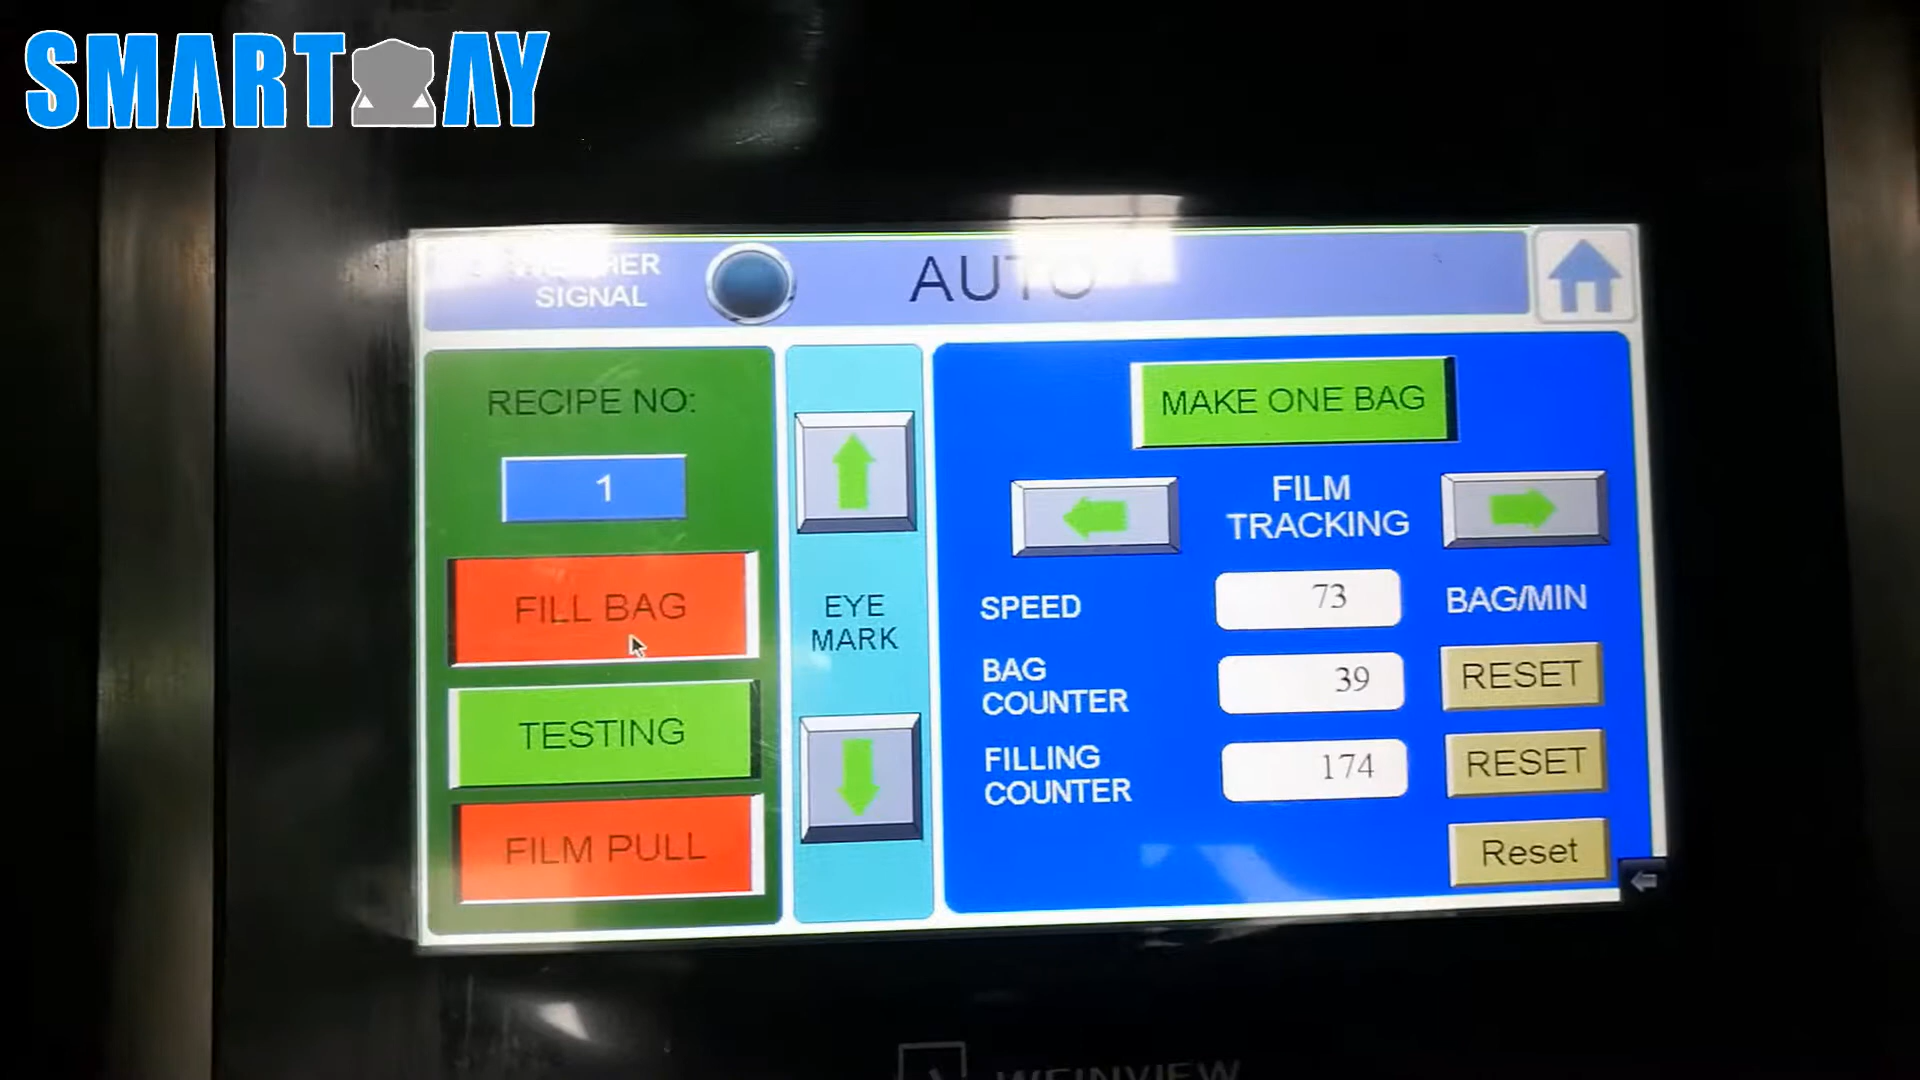 SMART AY
SIGNAL
AUTO
RECIPE NO:
1
FILL BAG
TESTING
FILM PULL
EYE
MARK
MAKE ONE BAG
FILM
TRACKING
SPEED
73
BAG/MIN
BAG
COUNTER
39
RESET
FILLING
COUNTER
174
RESET
Reset